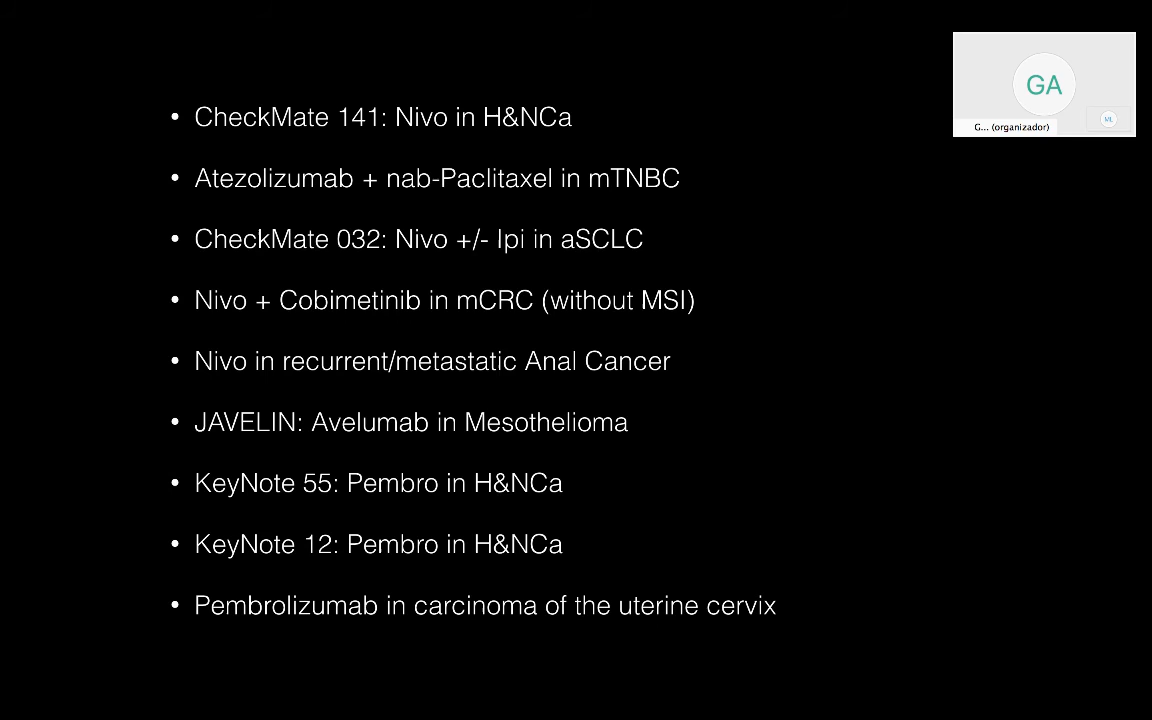 • CheckMate 141: Nivo in H&NCa
• Atezolizumab + nab-Paclitaxel in mTNBC
• CheckMate 032: Nivo +/- Ipi in aSCLC
• Nivo + Cobimetinib in mCRC (without MSI)
• Nivo in recurrent/metastatic Anal Cancer
• JAVELIN: Avelumab in Mesothelioma
• KeyNote 55: Pembro in H&NCa
• KeyNote 12: Pembro in H&NCa
• Pembrolizumab in carcinoma of the uterine cervix
GA
G... (organizador)
ML